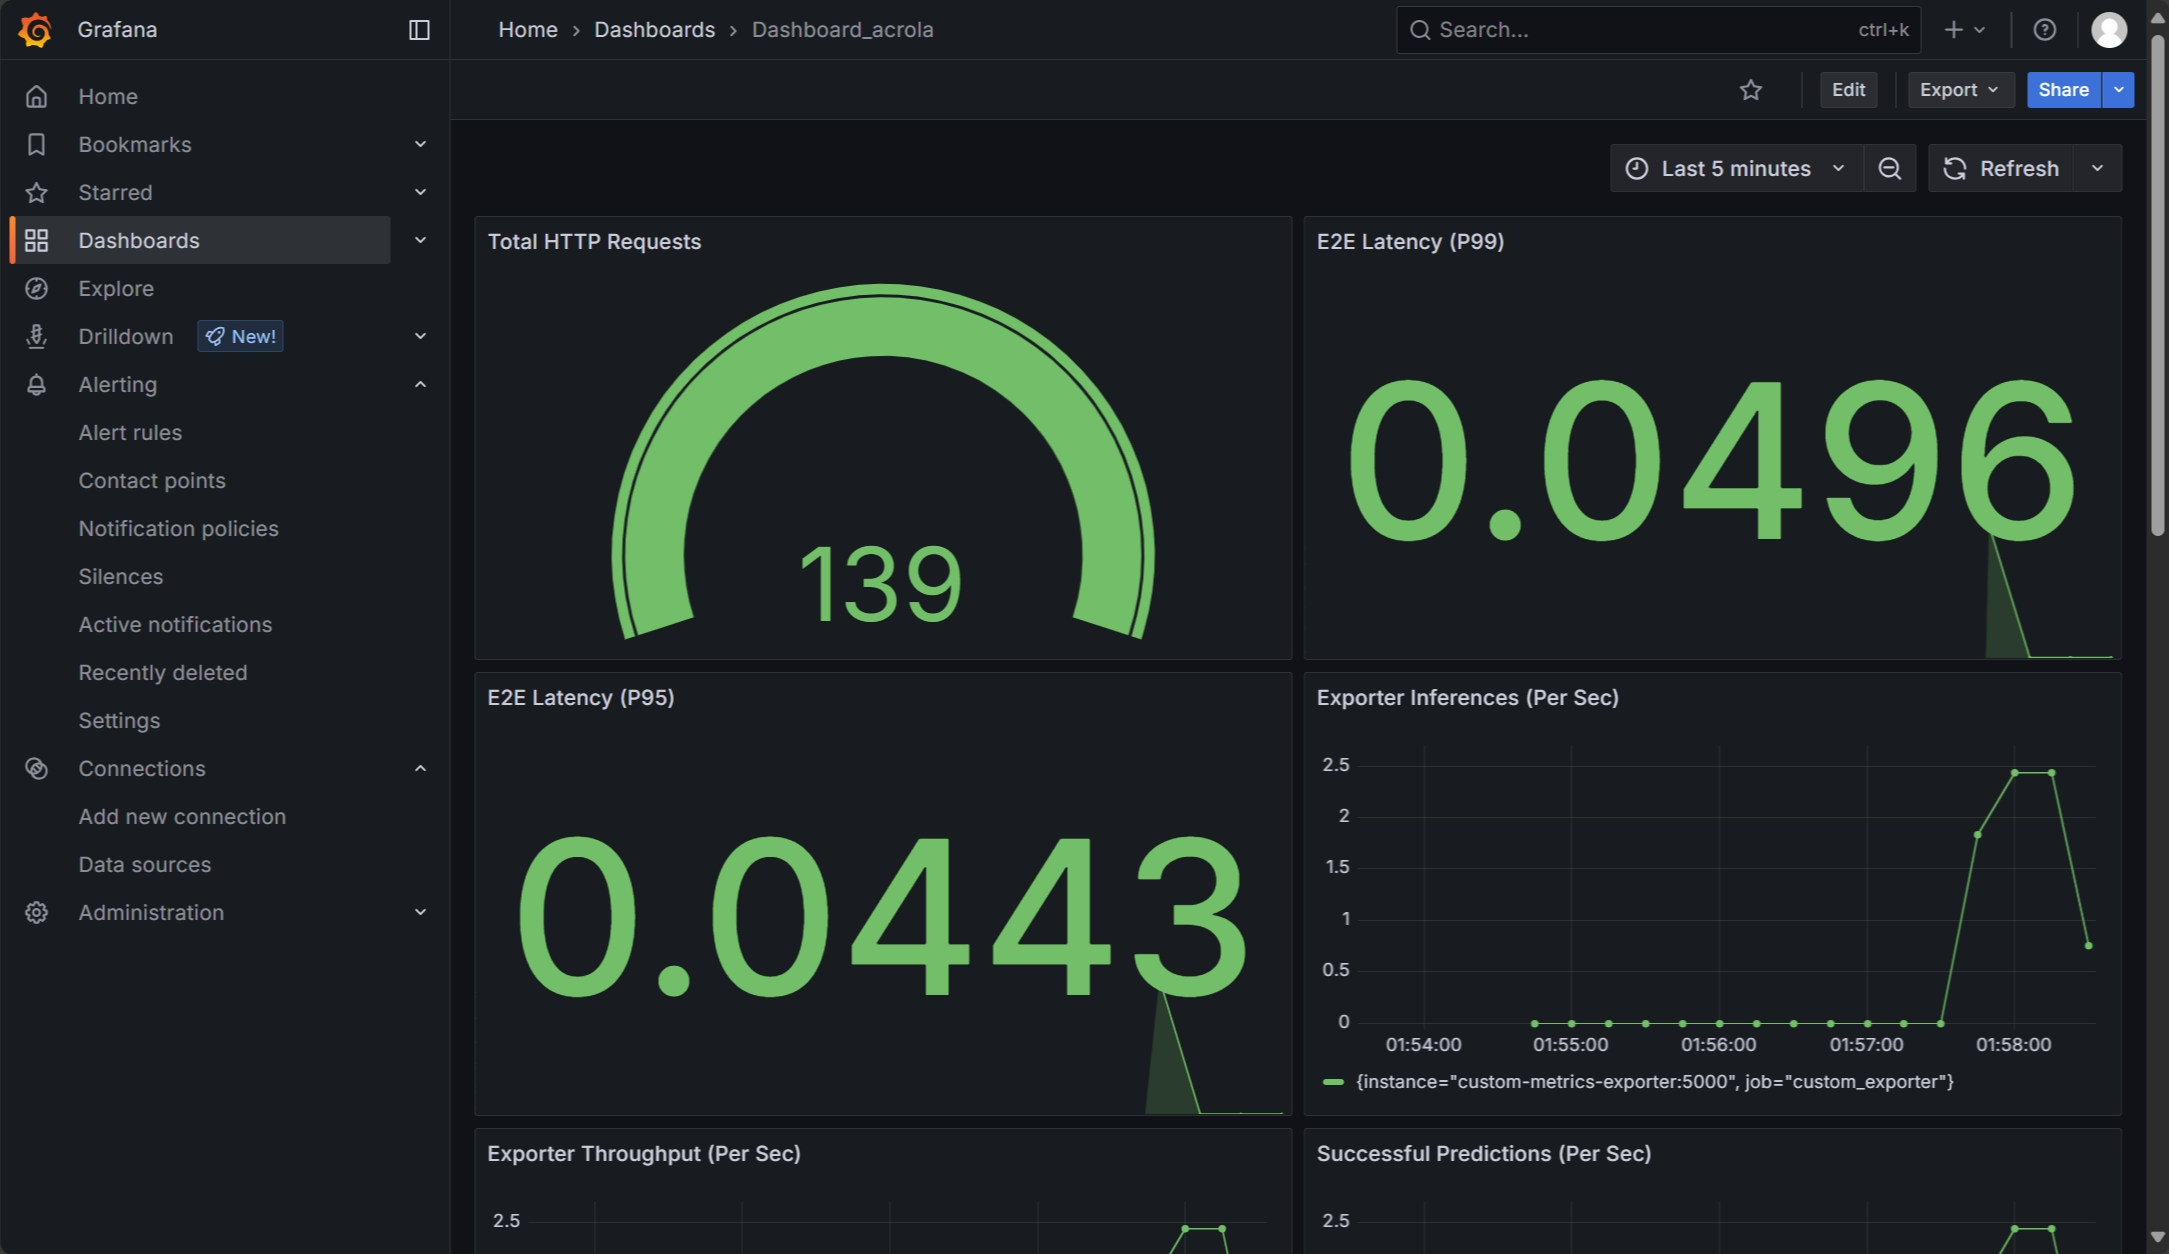 Grafana
Home › Dashboards › Dashboard_acrola
Search... ctrl+k
Edit
Export
Share
Home
Bookmarks
Starred
Dashboards
Explore
Drilldown New!
Alerting
Alert rules
Contact points
Notification policies
Silences
Active notifications
Recently deleted
Settings
Connections
Add new connection
Data sources
Administration
Last 5 minutes
Refresh
Total HTTP Requests
139
E2E Latency (P99)
0.0496
E2E Latency (P95)
0.0443
Exporter Inferences (Per Sec)
2.5
2
1.5
1
0.5
0
01:54:00 01:55:00 01:56:00 01:57:00 01:58:00
{instance="custom-metrics-exporter:5000", job="custom_exporter"}
Exporter Throughput (Per Sec)
2.5
Successful Predictions (Per Sec)
2.5